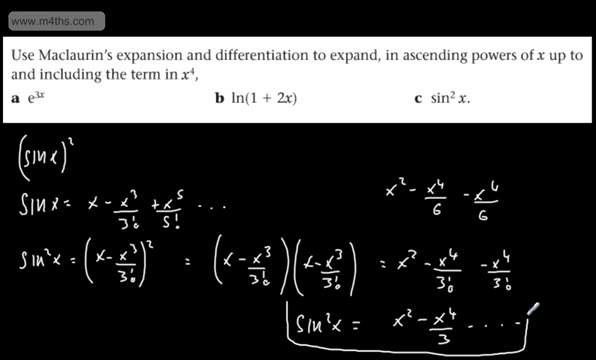 www.m4ths.com
Use Maclaurin's expansion and differentiation to expand, in ascending powers of x up to
and including the term in x⁴,
a e³ˣ b ln(1 + 2x) c sin² x.
(sinx)²
Sinx = x - x³/3! + x⁵/5! ...
x² - x⁴/6 - x⁴/6
Sin²x = (x - x³/3!)² = (x - x³/3!)(x - x³/3!) = x² - x⁴/3! - x⁴/3!
Sin²x = x² - x⁴/3 ....